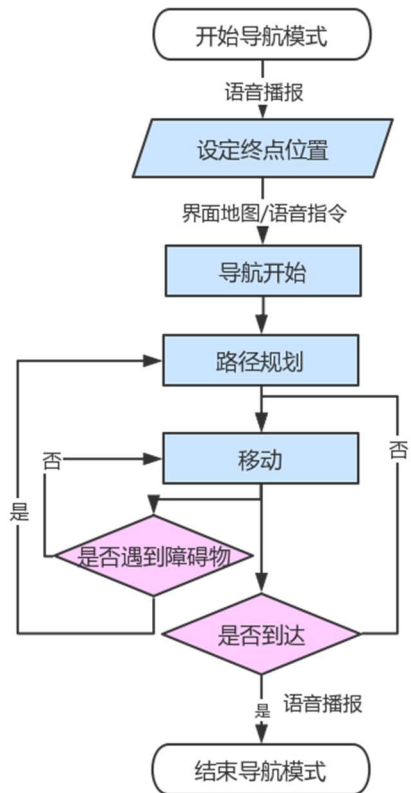 开始导航模式
语音播报
设定终点位置
界面地图/语音指令
导航开始
路径规划
否
否
移动
是
是否遇到障碍物
是否到达
是
语音播报
结束导航模式